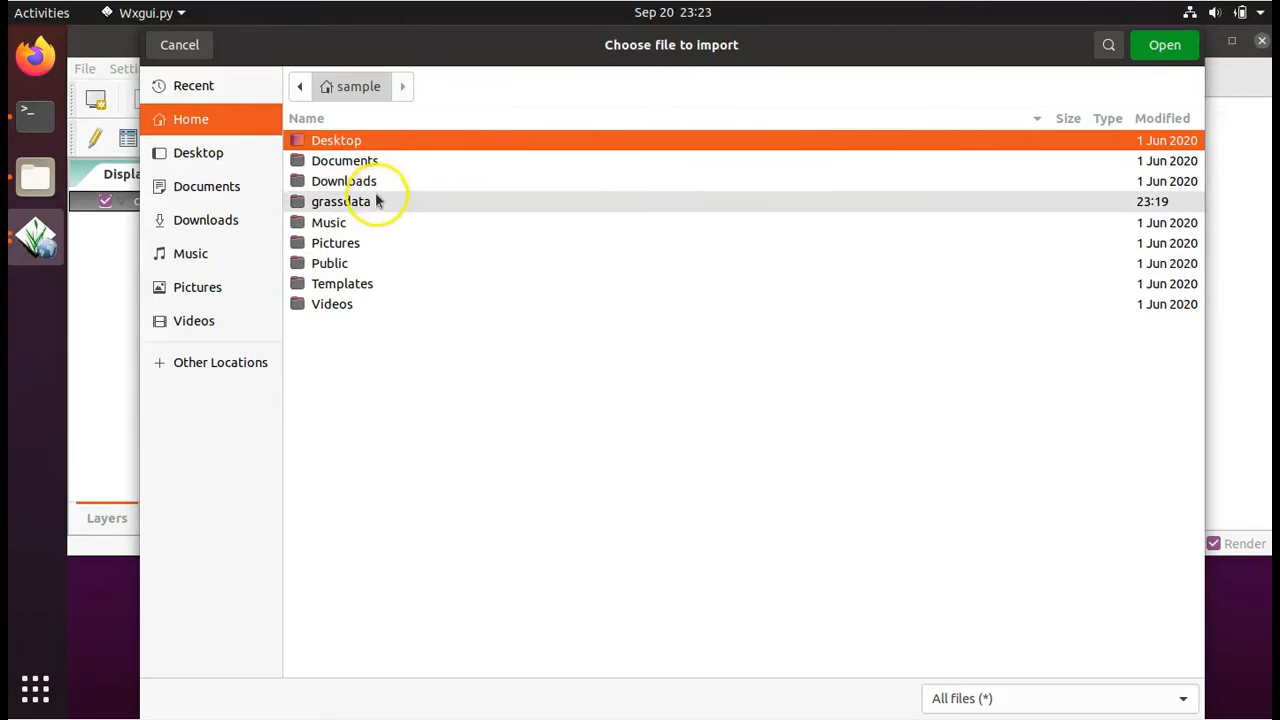 Activities Wxgui.py Sep 20 23:23
Cancel Choose file to import Open
File Setti
Recent
sample
Home
Name Size Type Modified
Desktop 1 Jun 2020
Desktop
Documents 1 Jun 2020
Documents
Downloads 1 Jun 2020
Displa
Downloads
grassdata 23:19
Music
Music 1 Jun 2020
Pictures
Pictures 1 Jun 2020
Videos
Public 1 Jun 2020
Other Locations
Templates 1 Jun 2020
Videos 1 Jun 2020
Layers
Render
All files (*)